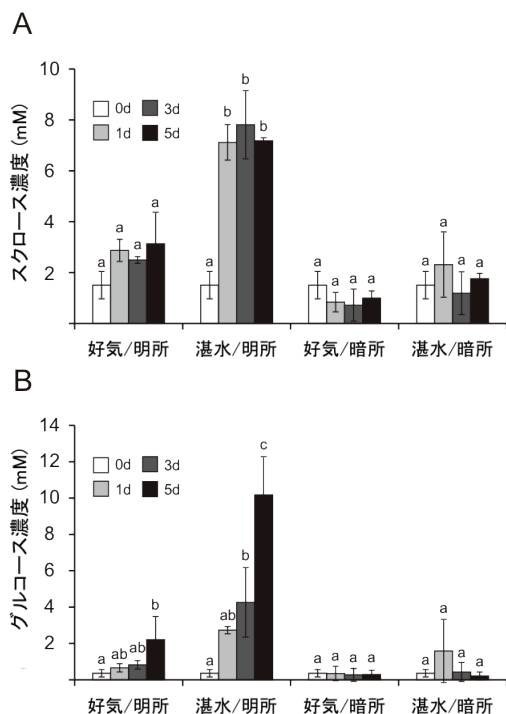 A
スクロース濃度 (mM)
10
8
6
4
2
0d 3d
1d 5d
a a a a
a b b b
a a a a
a a a a
好気/明所 湛水/明所 好気/暗所 湛水/暗所
B
グルコース濃度 (mM)
14
12
10
8
6
4
2
0d 3d
1d 5d
a ab ab b
a ab b c
a a a a
a a a a
好気/明所 湛水/明所 好気/暗所 湛水/暗所